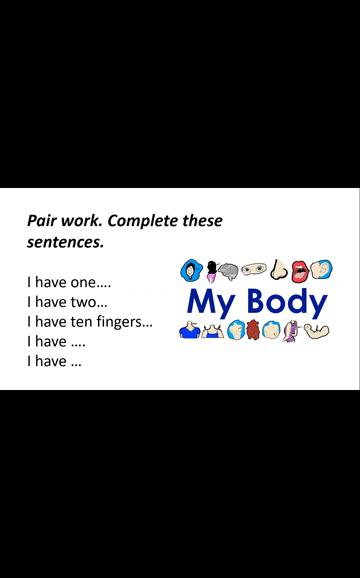 Pair work. Complete these
sentences.
I have one....
I have two...
I have ten fingers...
I have ....
I have ...
My Body